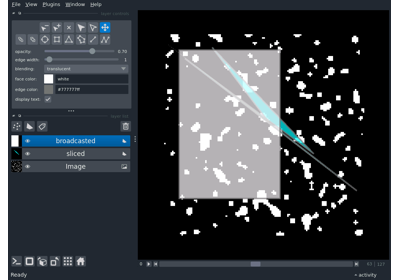 File View Plugins Window Help
opacity: 0.70
edge width:
blending: translucent
face color: white
edge color: #777777ff
display text:
broadcasted
sliced
Image
Ready
activity